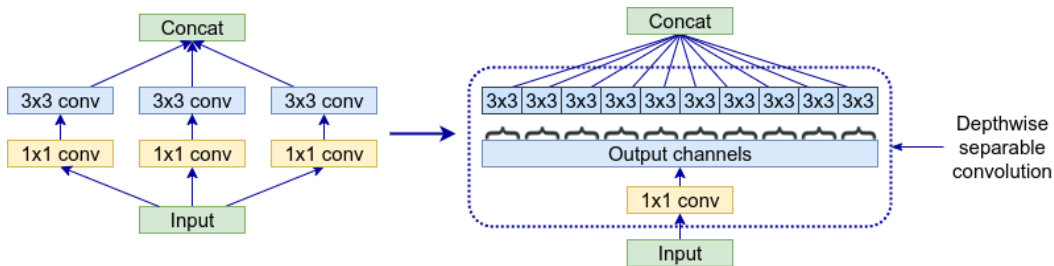 Concat
3x3 conv 3x3 conv 3x3 conv
1x1 conv 1x1 conv 1x1 conv
Input
Concat
3x3 3x3 3x3 3x3 3x3 3x3 3x3 3x3 3x3 3x3
Output channels
1x1 conv
Input
Depthwise
separable
convolution